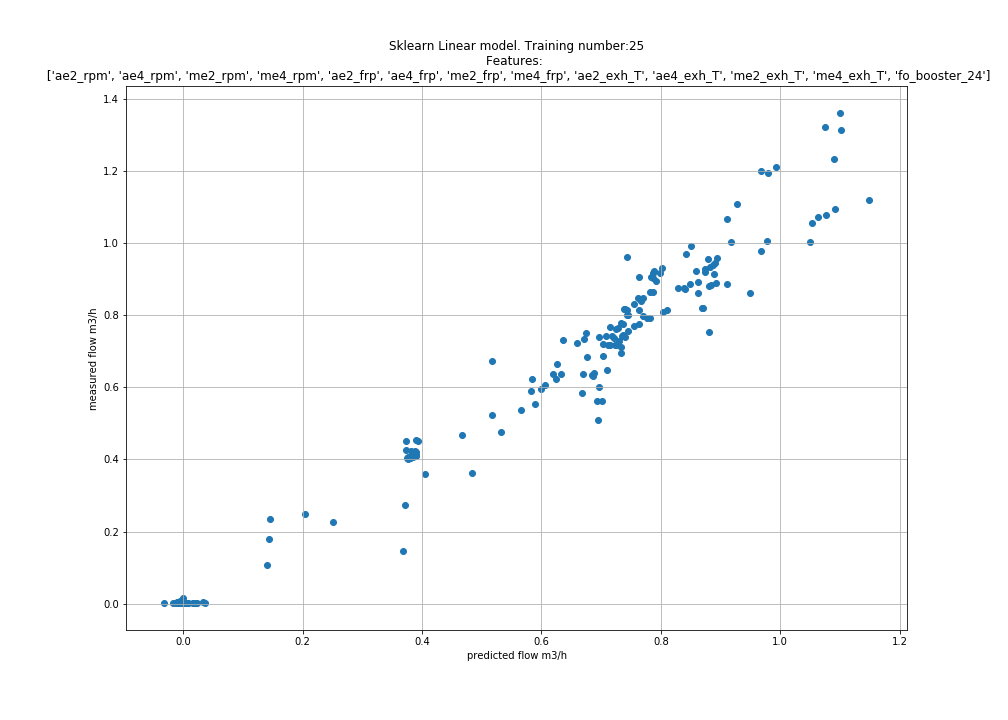 Sklearn Linear model. Training number:25
Features:
['ae2_rpm', 'ae4_rpm', 'me2_rpm', 'me4_rpm', 'ae2_frp', 'ae4_frp', 'me2_frp', 'me4_frp', 'ae2_exh_T', 'ae4_exh_T', 'me2_exh_T', 'me4_exh_T', 'fo_booster_24']
1.4
1.2
1.0
0.8
0.6
0.4
0.2
0.0
measured flow m3/h
0.0 0.2 0.4 0.6 0.8 1.0 1.2
predicted flow m3/h